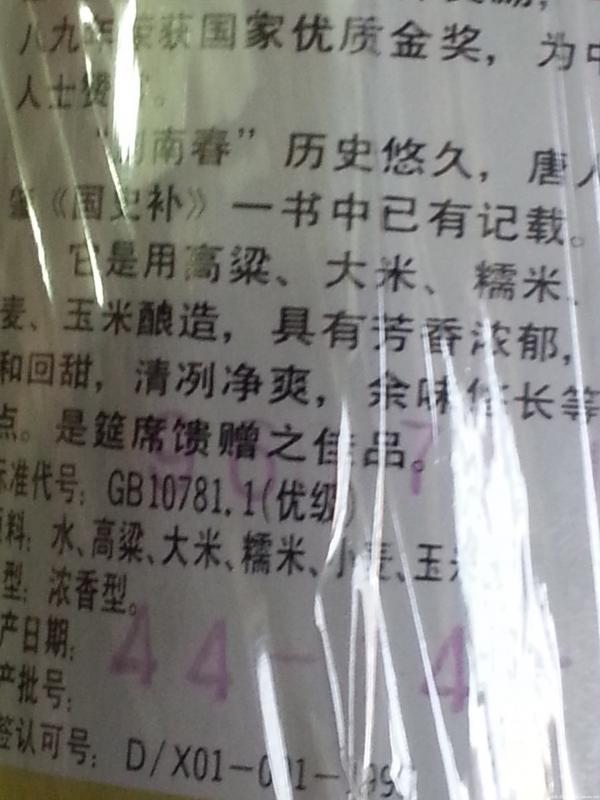 八九年荣获国家优质金奖，为中
人士赞
南春”历史悠久，唐
肇《国史补》一书中已有记载。
它是用高粱、大米、糯米、
麦、玉米酿造，具有芳香浓郁，
和回甜，清冽净爽，余味悠长等
点。是筵席馈赠之佳品。
标准代号：GB10781.1(优级)
料：水、高粱、大米、糯米、小麦、玉米
型：浓香型。
产日期：
产批号：
44- 4
签认可号：D/X01-001-